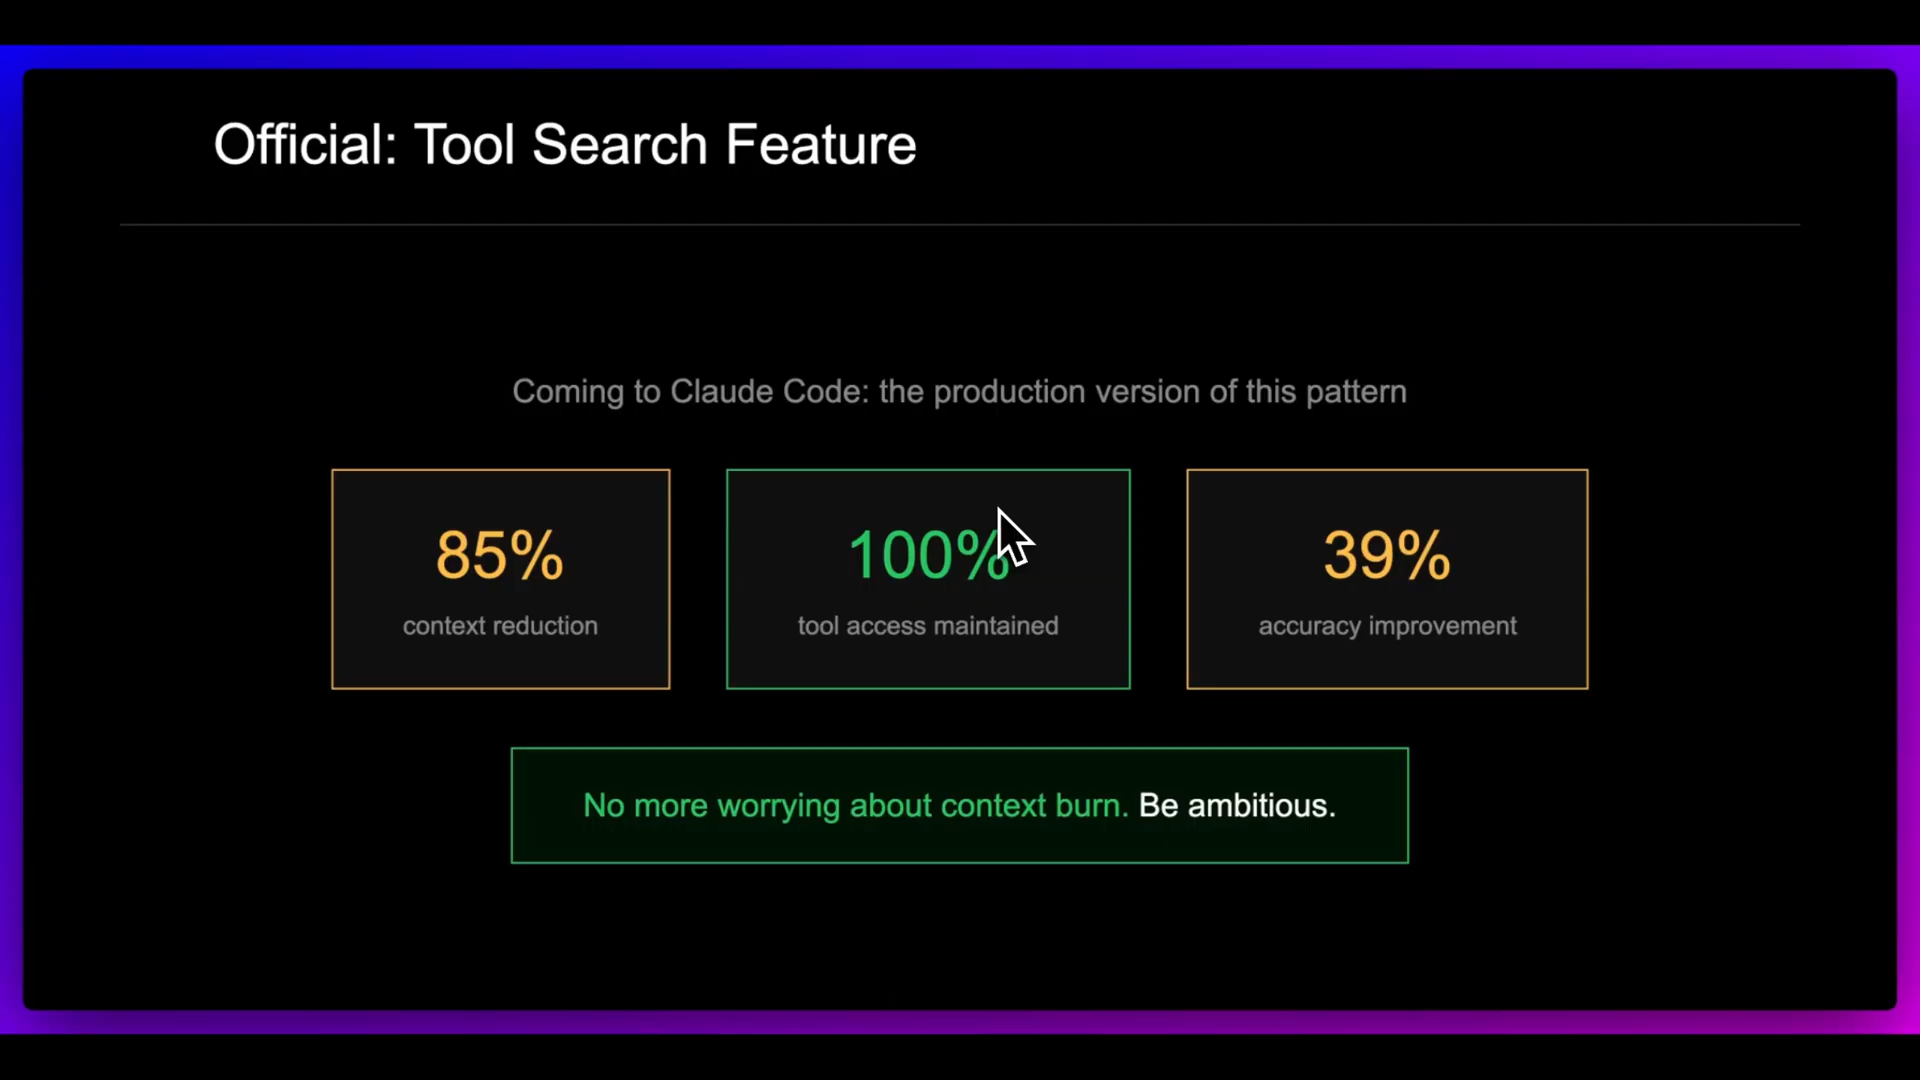 Official: Tool Search Feature
Coming to Claude Code: the production version of this pattern
85%
context reduction
100%
tool access maintained
39%
accuracy improvement
No more worrying about context burn. Be ambitious.